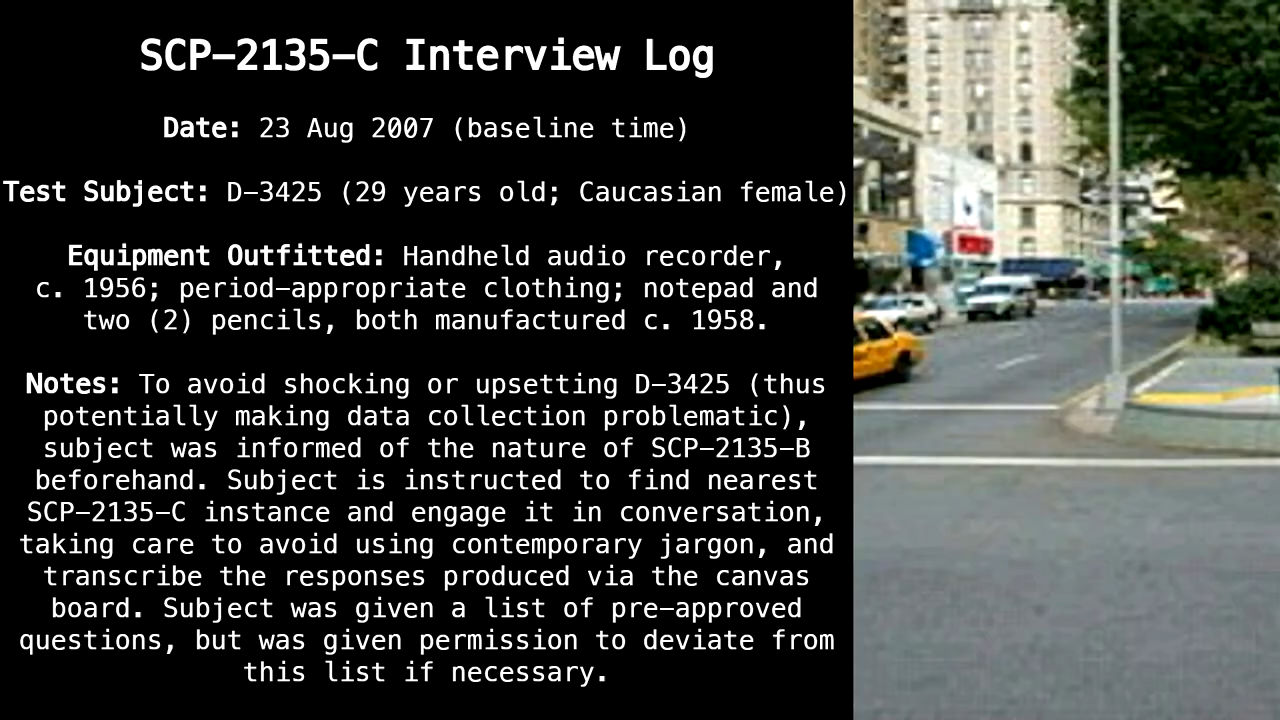 SCP-2135-C Interview Log
Date: 23 Aug 2007 (baseline time)
Test Subject: D-3425 (29 years old; Caucasian female)
Equipment Outfitted: Handheld audio recorder,
c. 1956; period-appropriate clothing; notepad and
two (2) pencils, both manufactured c. 1958.
Notes: To avoid shocking or upsetting D-3425 (thus
potentially making data collection problematic),
subject was informed of the nature of SCP-2135-B
beforehand. Subject is instructed to find nearest
SCP-2135-C instance and engage it in conversation,
taking care to avoid using contemporary jargon, and
transcribe the responses produced via the canvas
board. Subject was given a list of pre-approved
questions, but was given permission to deviate from
this list if necessary.